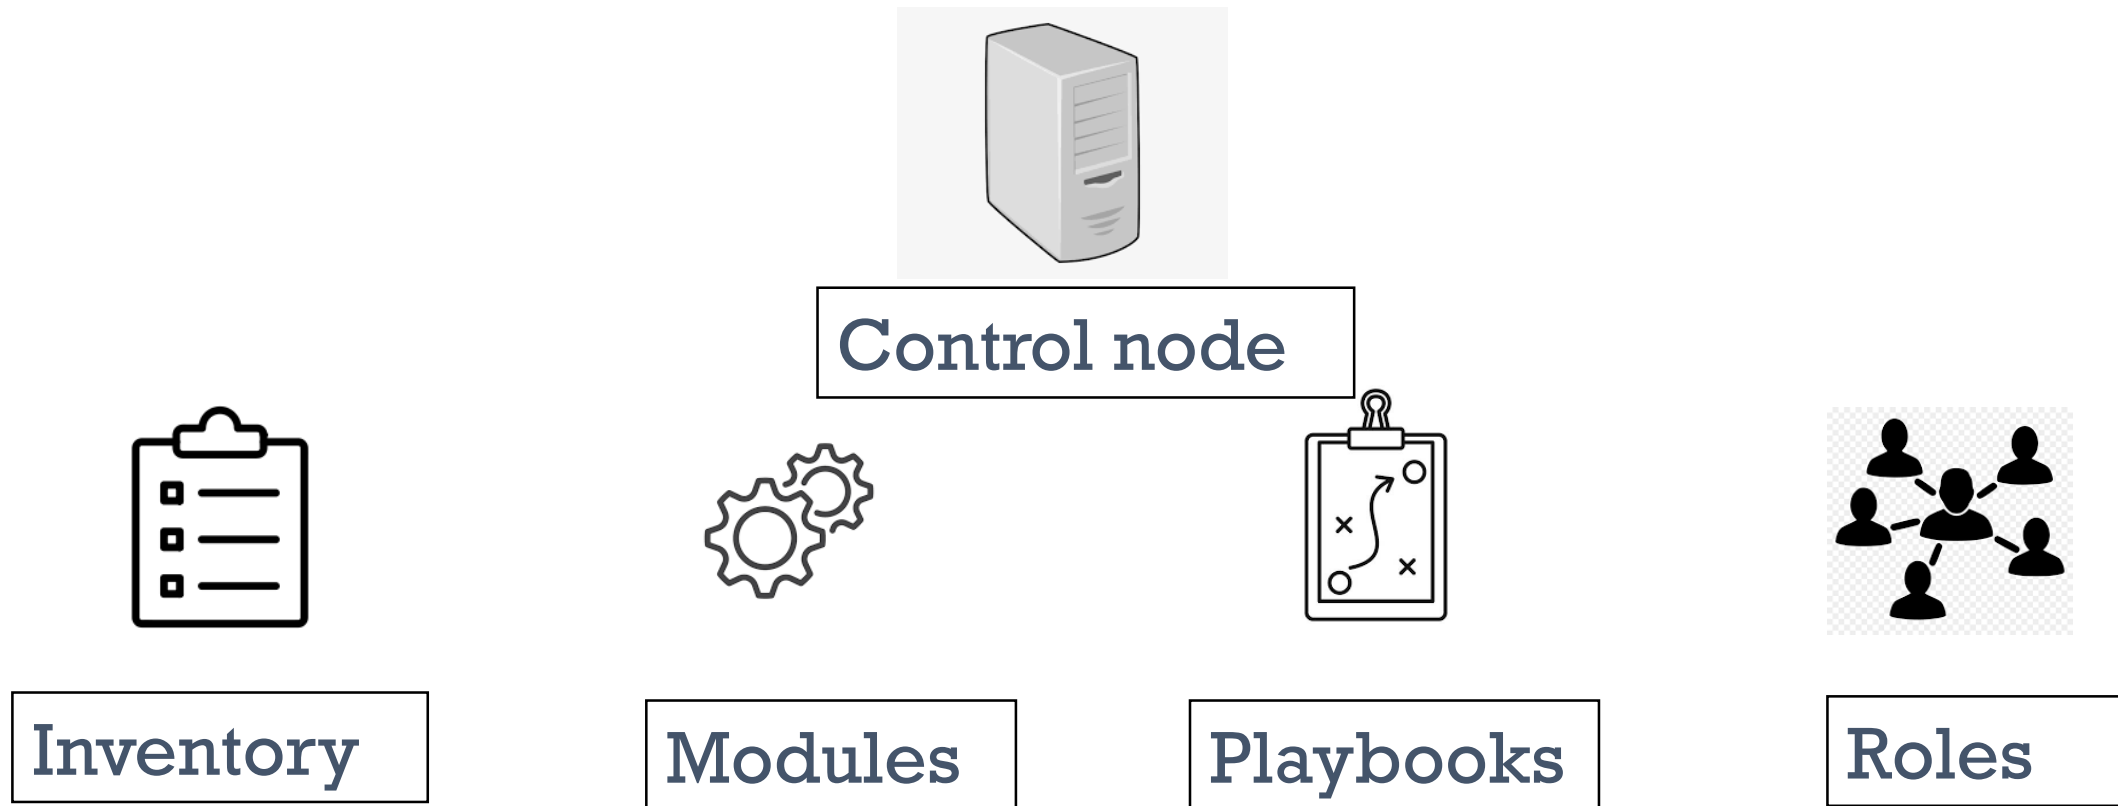 Control node
Inventory
Modules
Playbooks
Roles